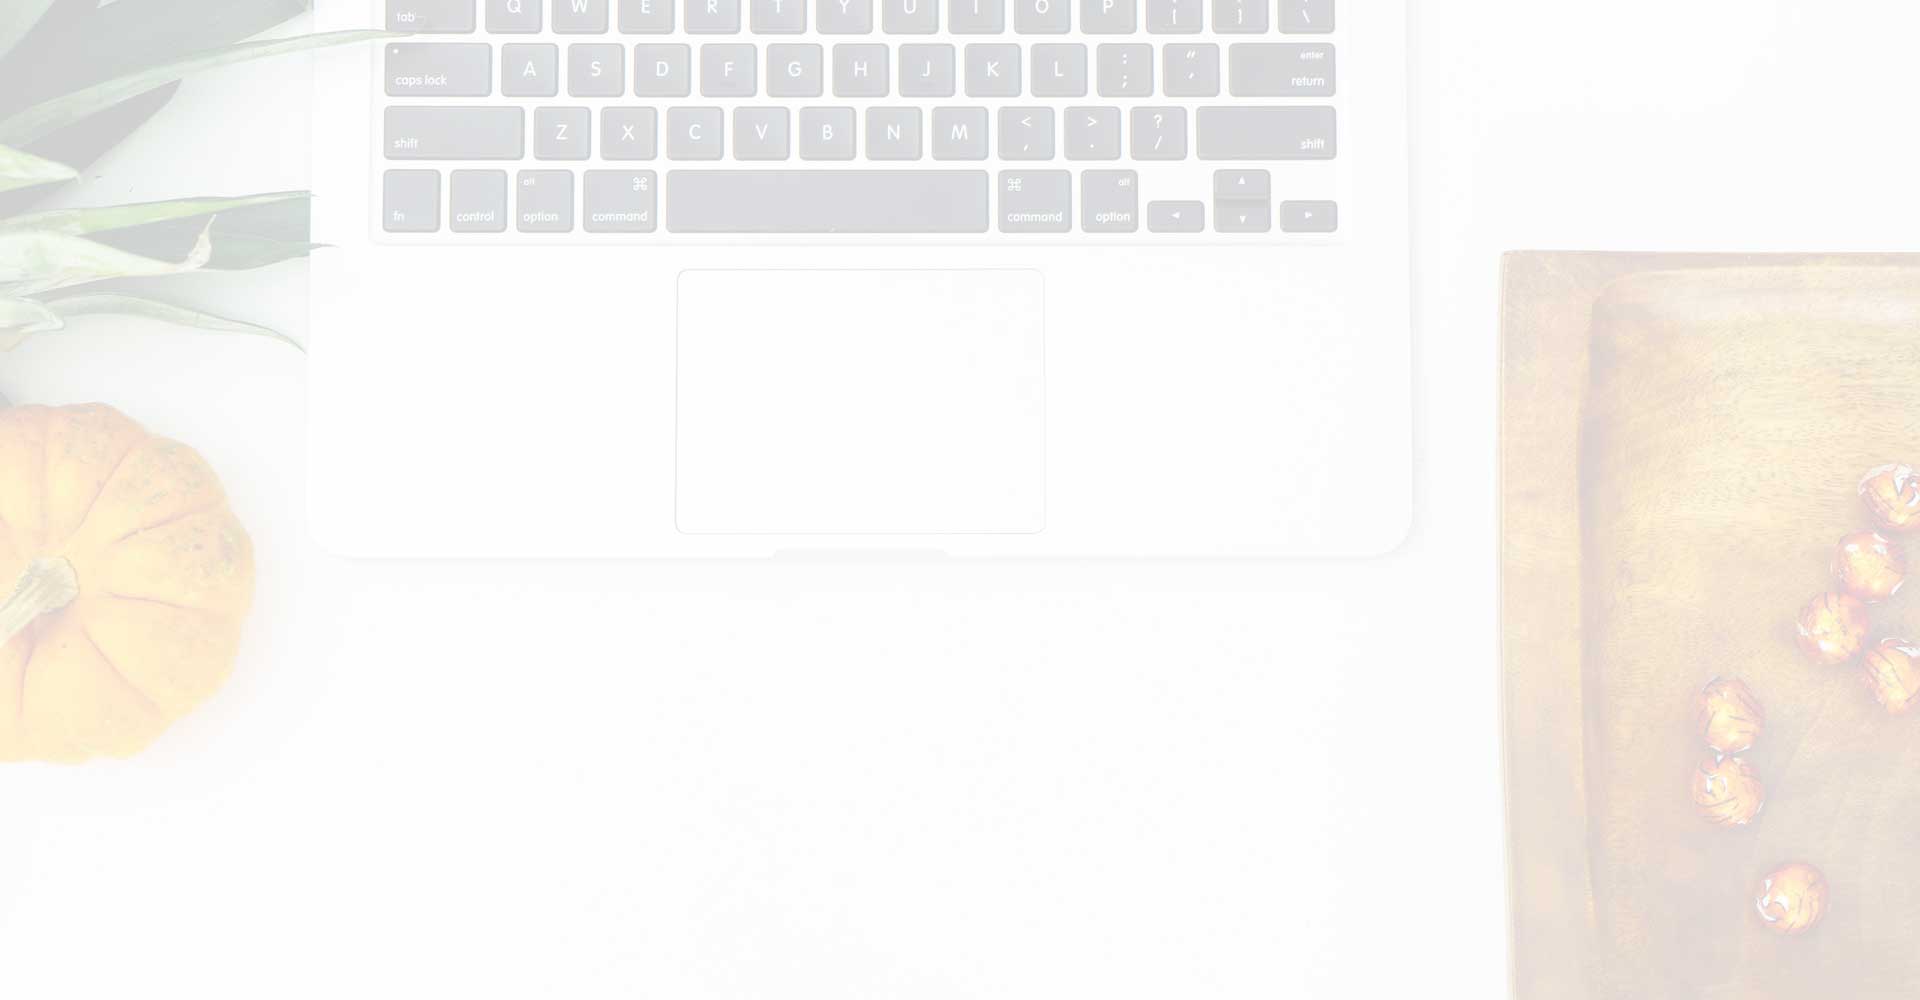 tab Q W E R T Y U I O P [ ] \
caps lock A S D F G H J K L : ; " ' enter return
shift Z X C V B N M < , > . ? / shift
fn control alt option ⌘ command ⌘ command alt option ◄ ▲ ▼ ►